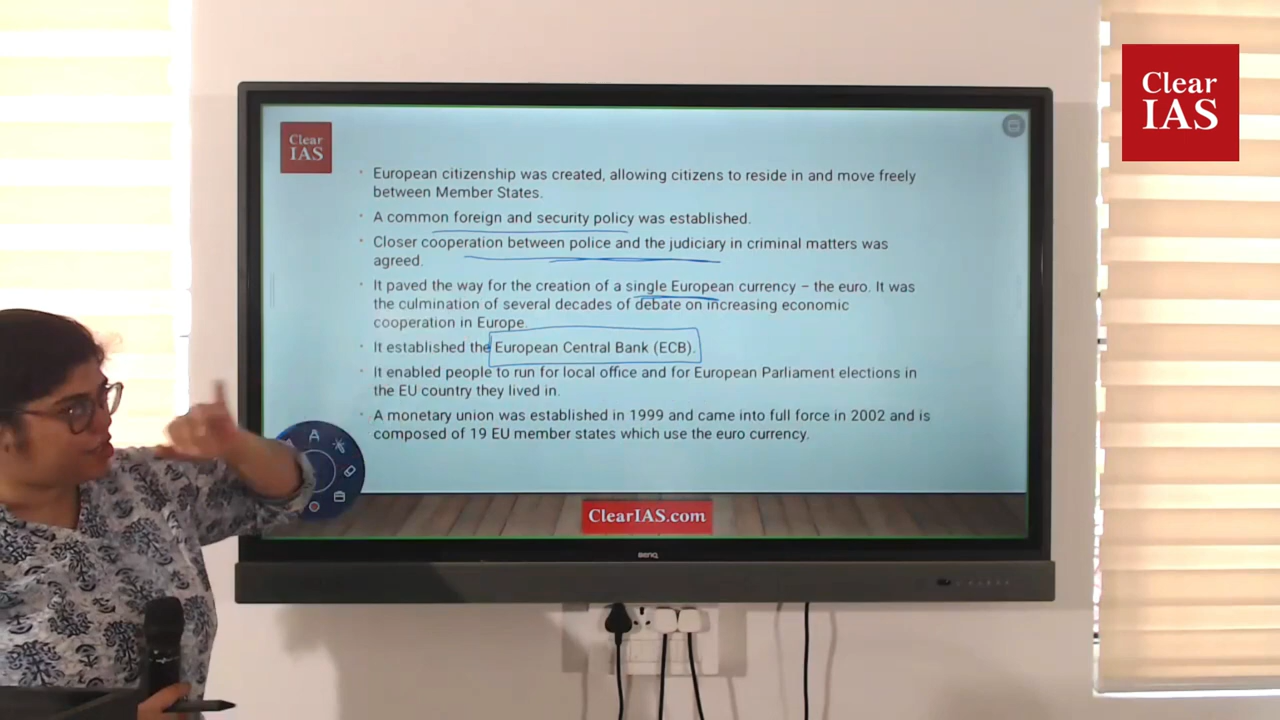 Clear
IAS
Clear
IAS
• European citizenship was created, allowing citizens to reside in and move freely
between Member States.
• A common foreign and security policy was established.
• Closer cooperation between police and the judiciary in criminal matters was
agreed.
• It paved the way for the creation of a single European currency – the euro. It was
the culmination of several decades of debate on increasing economic
cooperation in Europe.
• It established the European Central Bank (ECB).
• It enabled people to run for local office and for European Parliament elections in
the EU country they lived in.
• A monetary union was established in 1999 and came into full force in 2002 and is
composed of 19 EU member states which use the euro currency.
ClearIAS.com
BenQ